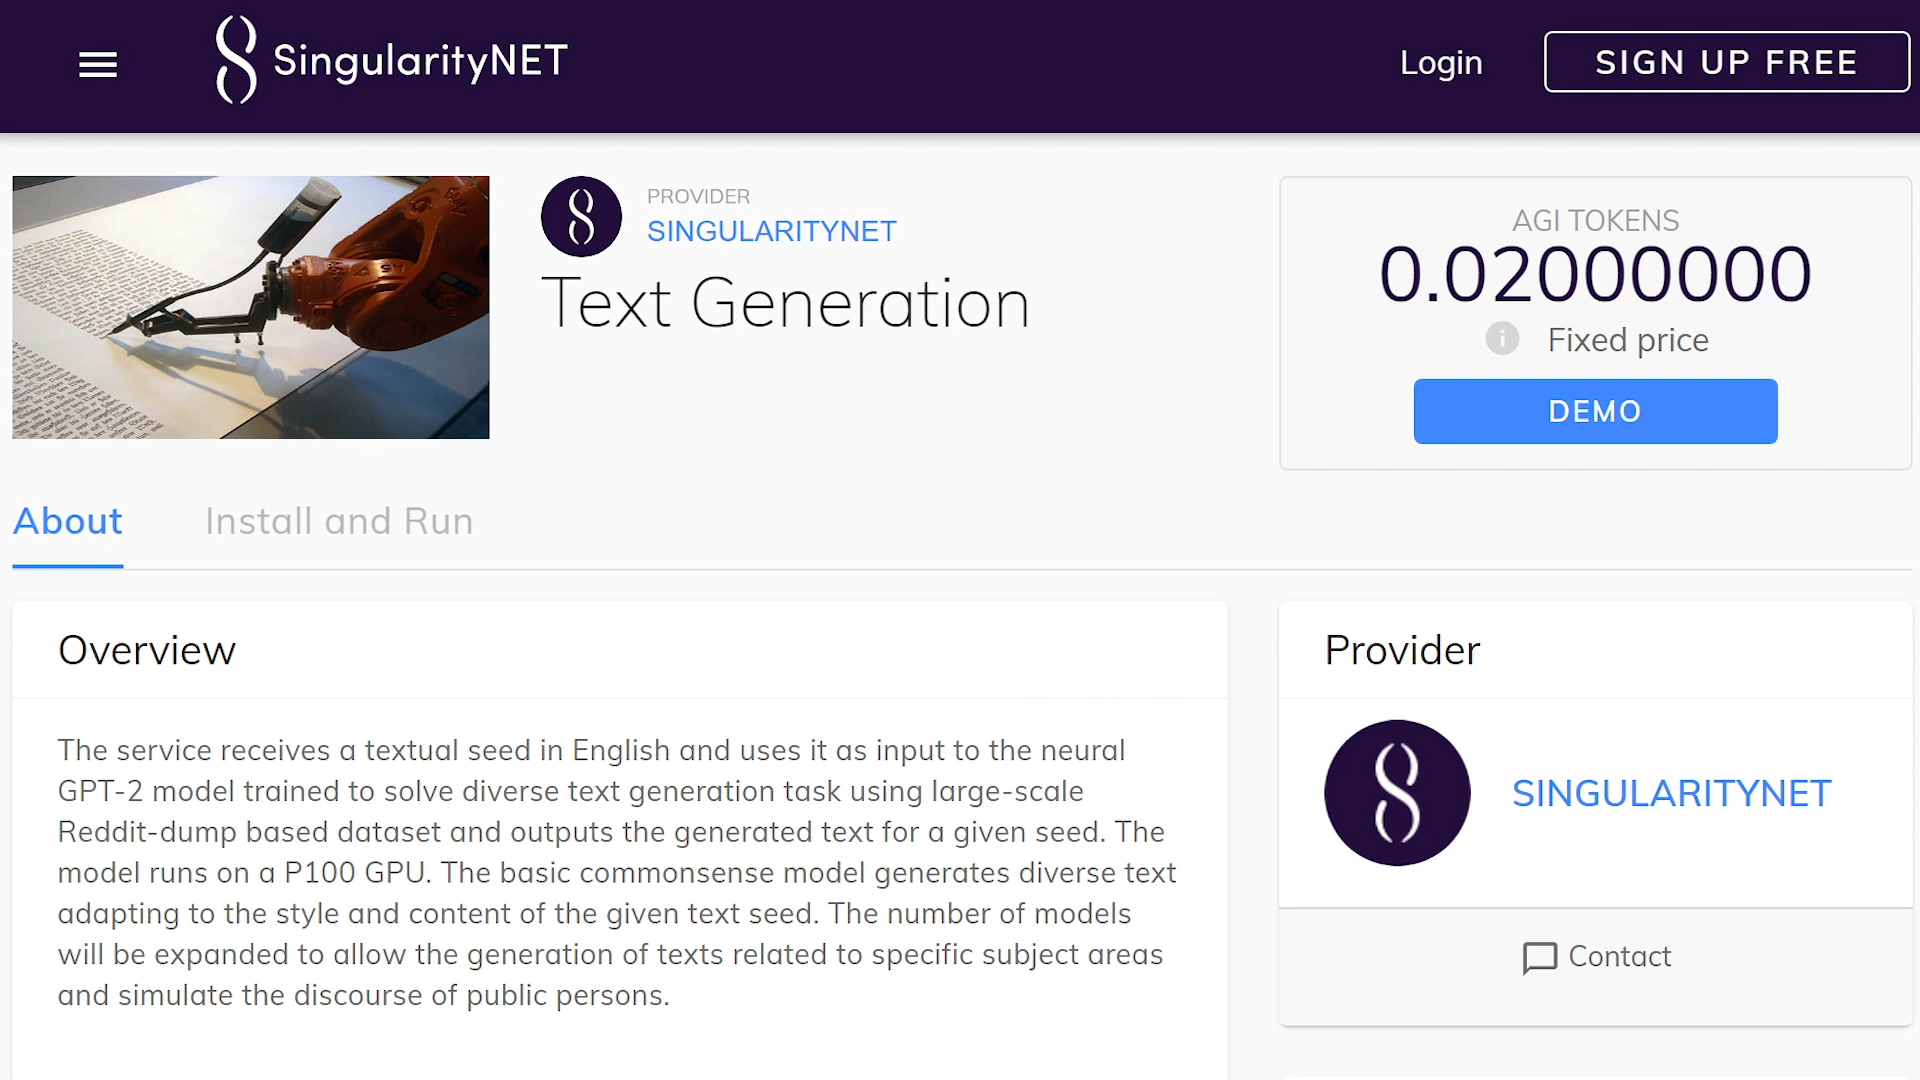 SingularityNET
Login
SIGN UP FREE
PROVIDER
SINGULARITYNET
Text Generation
AGI TOKENS
0.02000000
Fixed price
DEMO
About
Install and Run
Overview
The service receives a textual seed in English and uses it as input to the neural
GPT-2 model trained to solve diverse text generation task using large-scale
Reddit-dump based dataset and outputs the generated text for a given seed. The
model runs on a P100 GPU. The basic commonsense model generates diverse text
adapting to the style and content of the given text seed. The number of models
will be expanded to allow the generation of texts related to specific subject areas
and simulate the discourse of public persons.
Provider
SINGULARITYNET
Contact